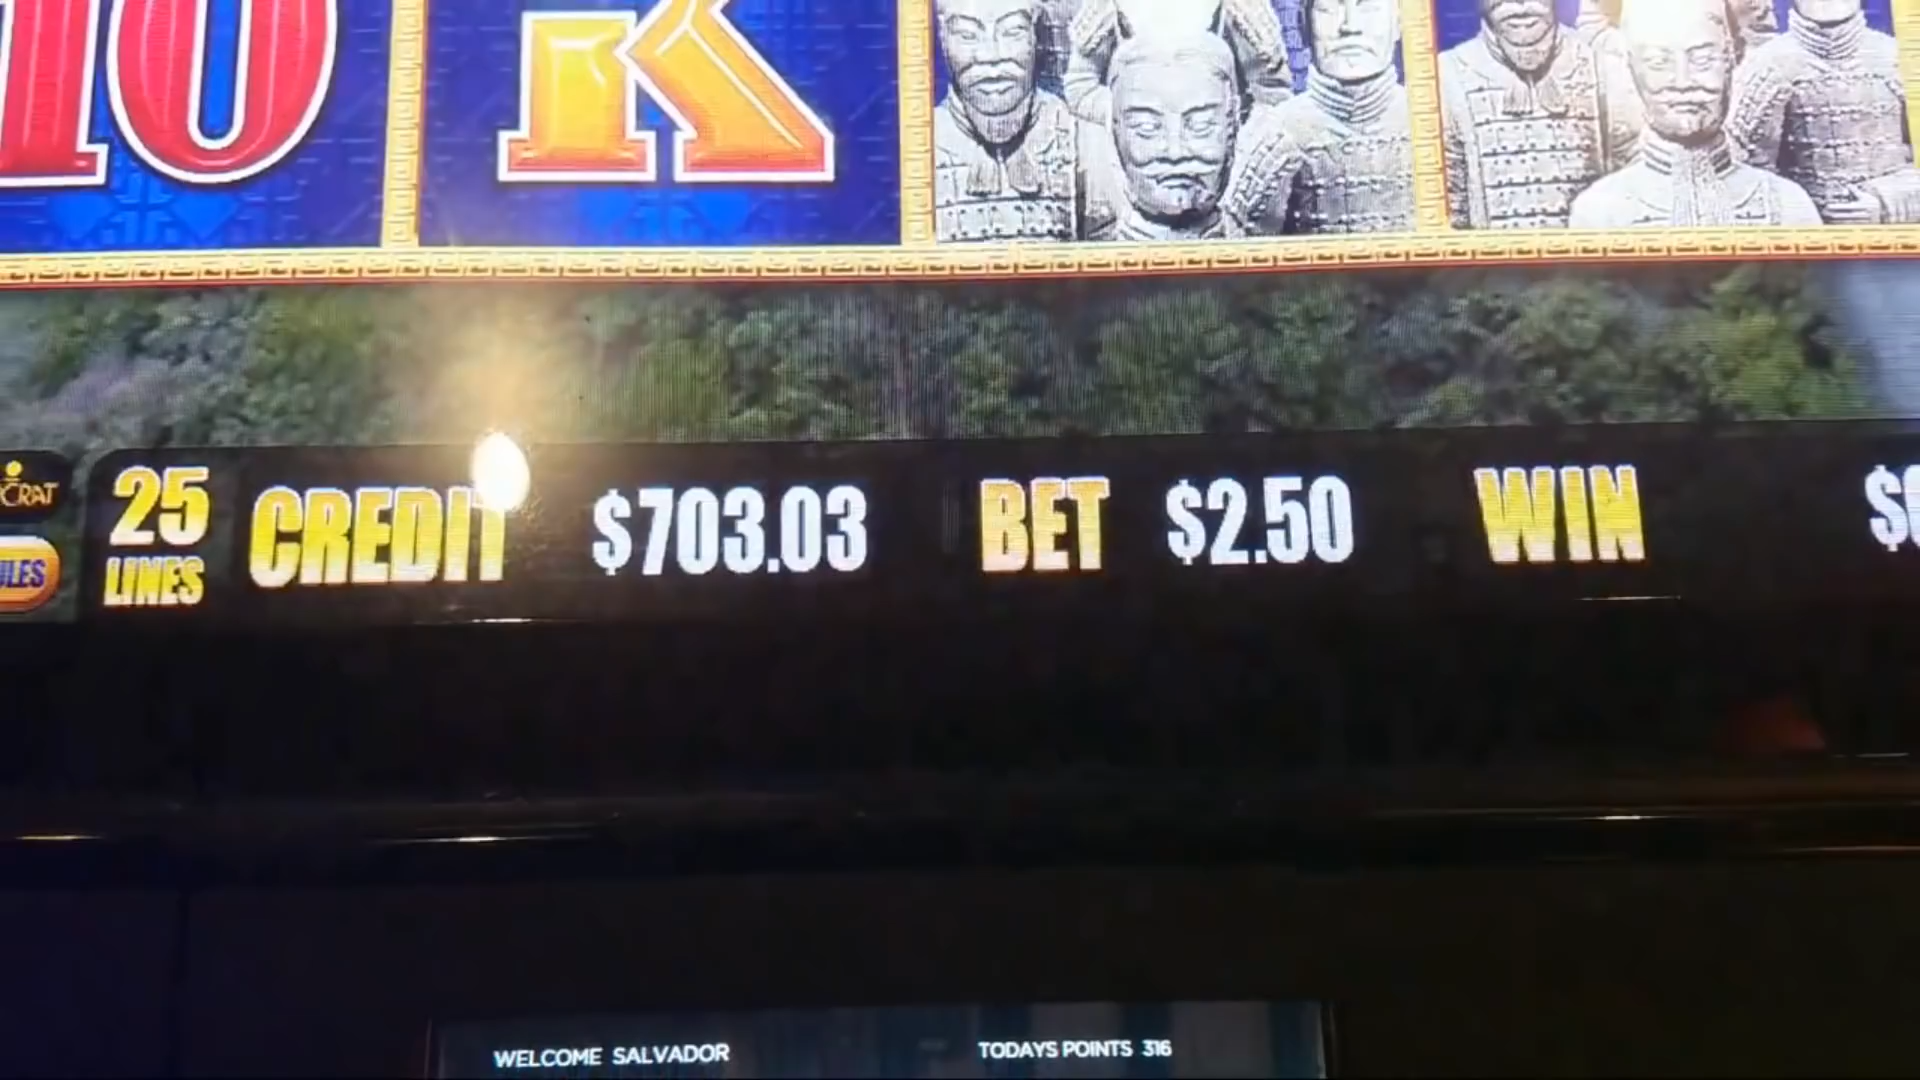 10 K
25 LINES CREDIT $703.03 BET $2.50 WIN
WELCOME SALVADOR TODAYS POINTS 316